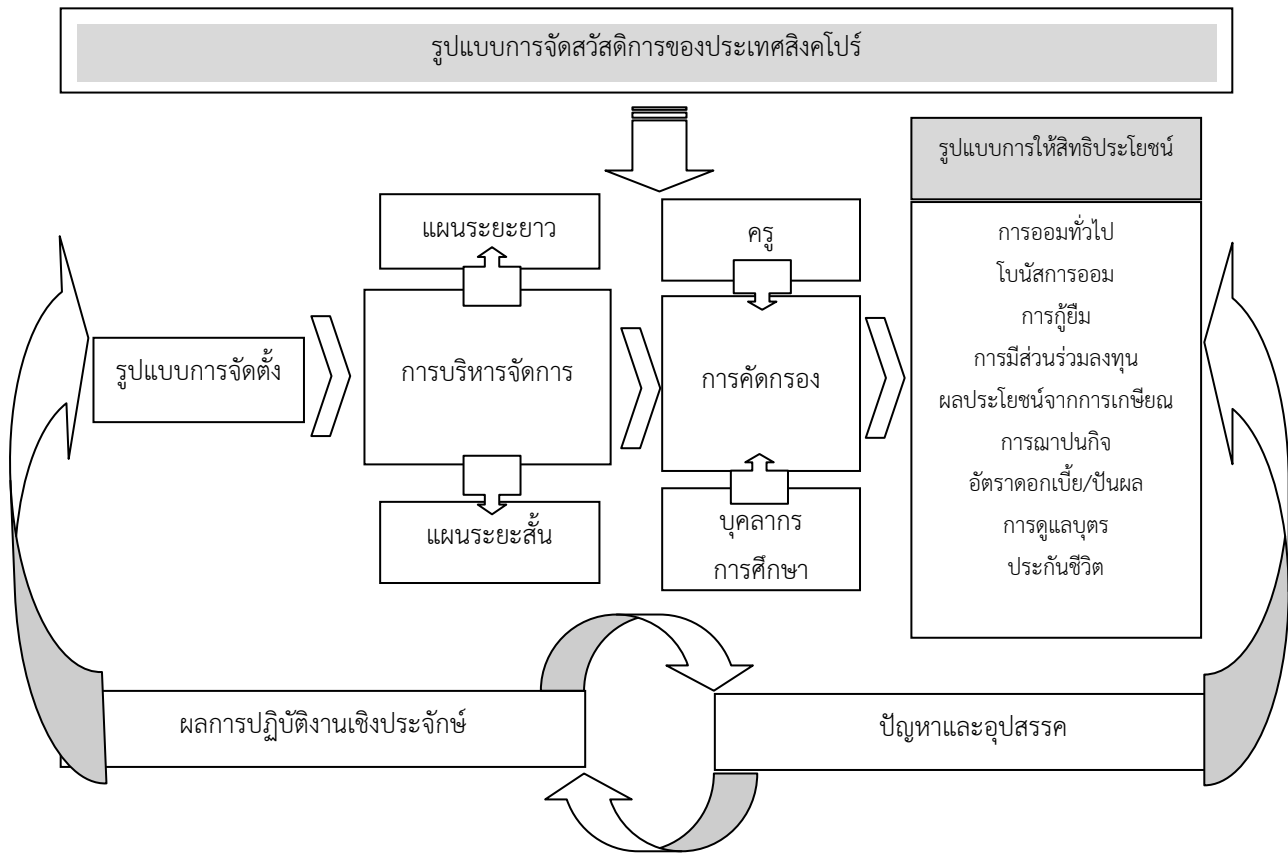 รูปแบบการจัดสวัสดิการของประเทศสิงคโปร์
รูปแบบการจัดตั้ง
แผนระยะยาว
การบริหารจัดการ
แผนระยะสั้น
ครู
การคัดกรอง
บุคลากร
การศึกษา
รูปแบบการให้สิทธิประโยชน์
การออมทั่วไป
โบนัสการออม
การกู้ยืม
การมีส่วนร่วมลงทุน
ผลประโยชน์จากการเกษียณ
การฌาปนกิจ
อัตราดอกเบี้ย/ปันผล
การดูแลบุตร
ประกันชีวิต
ผลการปฏิบัติงานเชิงประจักษ์
ปัญหาและอุปสรรค